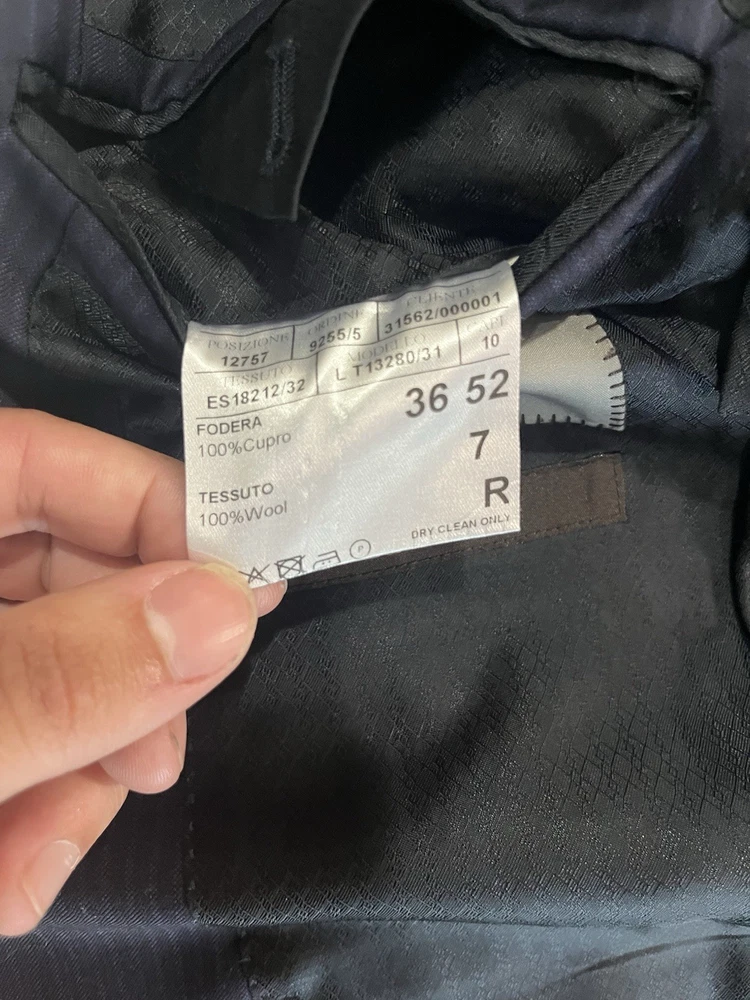 POSIZIONE ORDINE CLIENTE
12757 9255/5 31562/000001
TESSUTO MODELLO CAPI
ES18212/32 L T13280/31 10
36 52
FODERA
100%Cupro
7
TESSUTO
100%Wool
R
DRY CLEAN ONLY
P